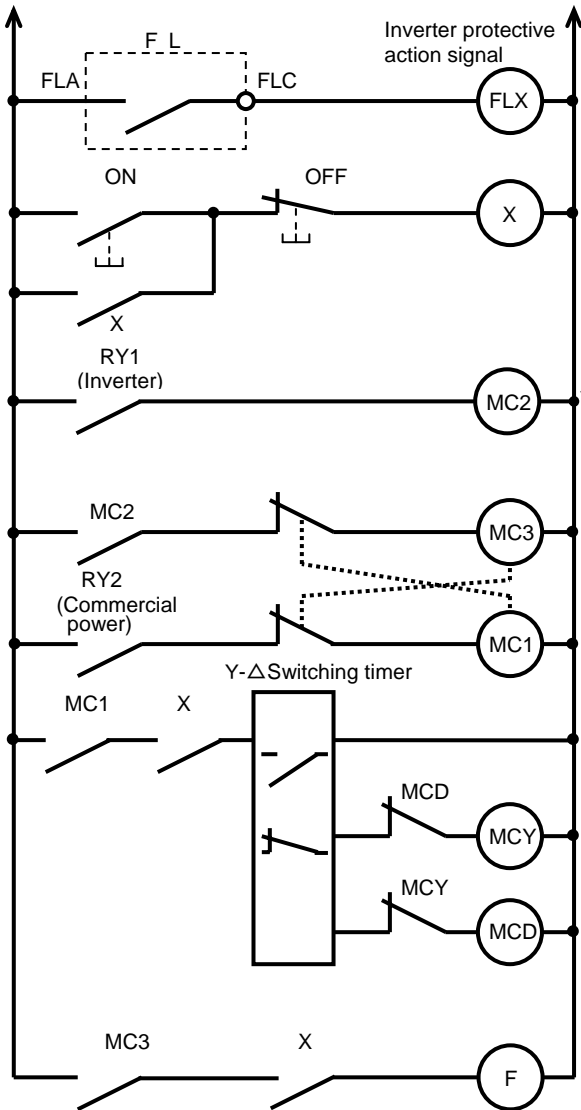 F L
Inverter protective
action signal
FLA
FLC
FLX
ON
OFF
X
X
RY1
(Inverter)
MC2
MC2
MC3
RY2
(Commercial
power)
MC1
Y-△Switching timer
MC1
X
MCD
MCY
MCY
MCD
MC3
X
F